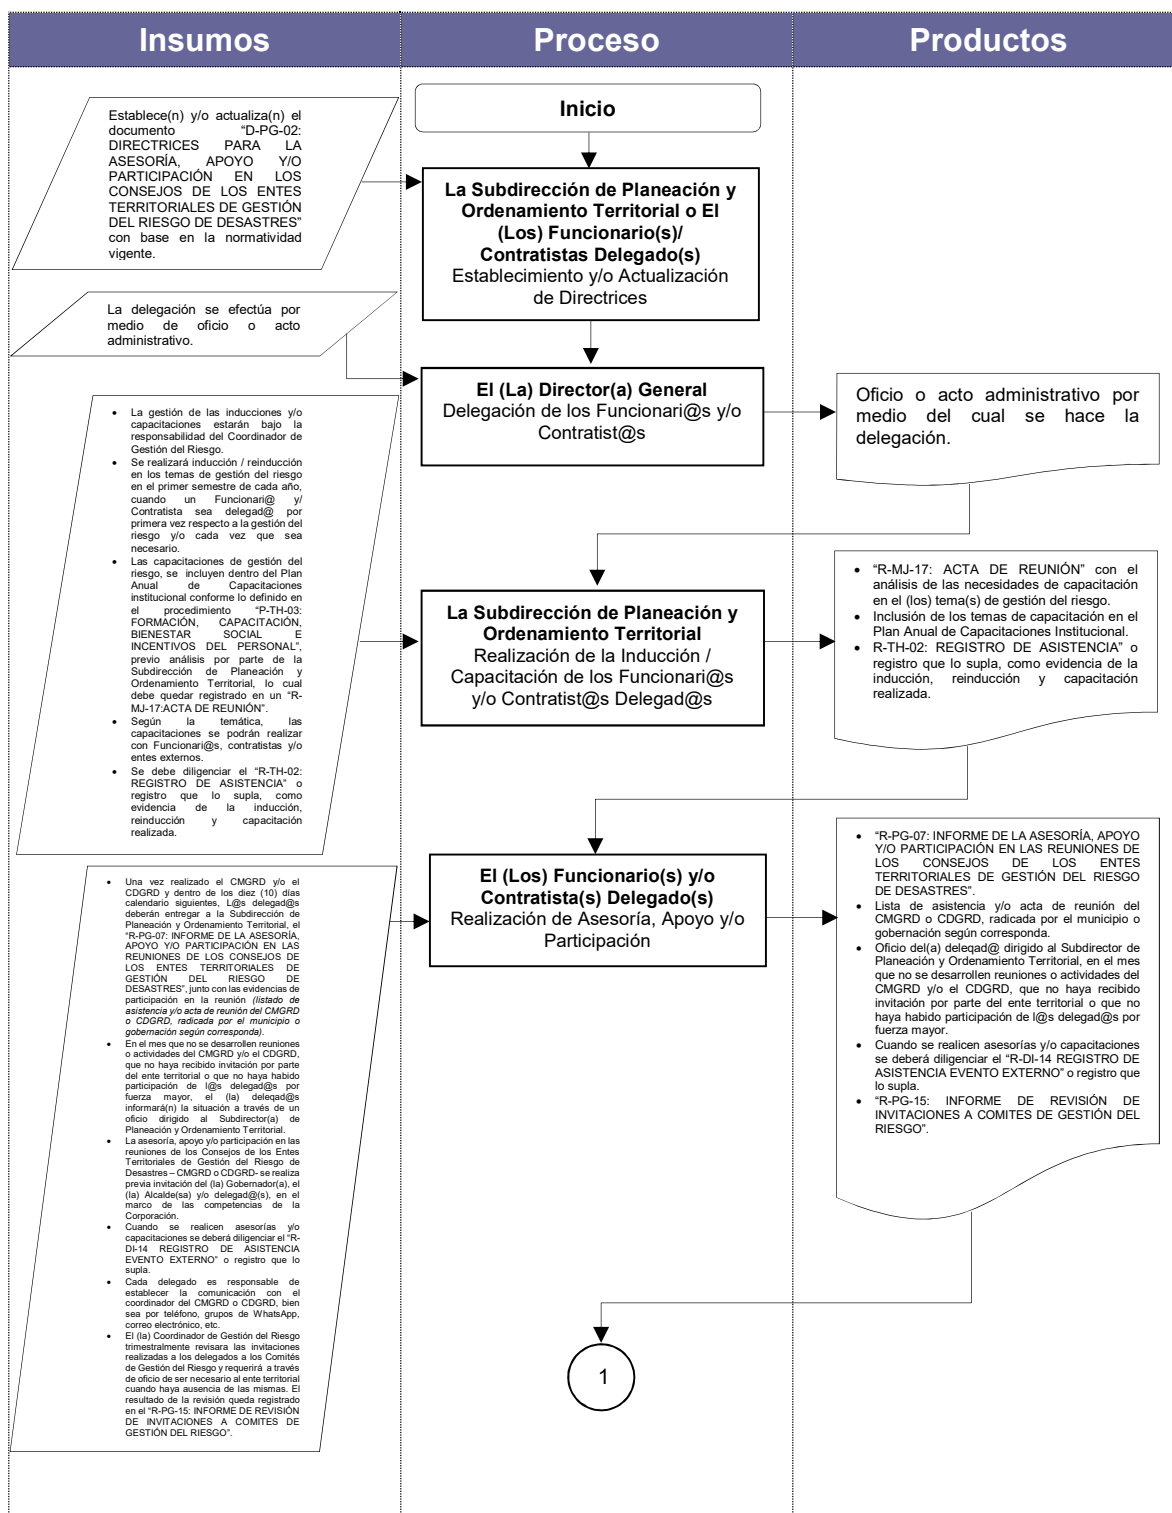 Insumos
Proceso
Productos
Establece(n) y/o actualiza(n) el
documento "D-PG-02:
DIRECTRICES PARA LA
ASESORÍA, APOYO Y/O
PARTICIPACIÓN EN LOS
CONSEJOS DE LOS ENTES
TERRITORIALES DE GESTIÓN
DEL RIESGO DE DESASTRES"
con base en la normatividad
vigente.
Inicio
La Subdirección de Planeación y
Ordenamiento Territorial o El
(Los) Funcionario(s)/
Contratistas Delegado(s)
Establecimiento y/o Actualización
de Directrices
La delegación se efectúa por
medio de oficio o acto
administrativo.
El (La) Director(a) General
Delegación de los Funcionari@s y/o
Contratist@s
Oficio o acto administrativo por
medio del cual se hace la
delegación.
• La gestión de las inducciones y/o
capacitaciones estarán bajo la
responsabilidad del Coordinador de
Gestión del Riesgo.
• Se realizará inducción / reinducción
en los temas de gestión del riesgo
en el primer semestre de cada año,
cuando un Funcionari@ y/
Contratista sea delegad@ por
primera vez respecto a la gestión del
riesgo y/o cada vez que sea
necesario.
• Las capacitaciones de gestión del
riesgo, se incluyen dentro del Plan
Anual de Capacitaciones
institucional conforme lo definido en
el procedimiento "P-TH-03:
FORMACIÓN, CAPACITACIÓN,
BIENESTAR SOCIAL E
INCENTIVOS DEL PERSONAL",
previo análisis por parte de la
Subdirección de Planeación y
Ordenamiento Territorial, lo cual
debe quedar registrado en un "R-
MJ-17:ACTA DE REUNIÓN".
• Según la temática, las
capacitaciones se podrán realizar
con Funcionari@s, contratistas y/o
entes externos.
• Se debe diligenciar el "R-TH-02:
REGISTRO DE ASISTENCIA" o
registro que lo supla, como
evidencia de la inducción,
reinducción y capacitación
realizada.
La Subdirección de Planeación y
Ordenamiento Territorial
Realización de la Inducción /
Capacitación de los Funcionari@s
y/o Contratist@s Delegad@s
• "R-MJ-17: ACTA DE REUNIÓN" con el
análisis de las necesidades de capacitación
en el (los) tema(s) de gestión del riesgo.
• Inclusión de los temas de capacitación en el
Plan Anual de Capacitaciones Institucional.
• R-TH-02: REGISTRO DE ASISTENCIA" o
registro que lo supla, como evidencia de la
inducción, reinducción y capacitación
realizada.
• Una vez realizado el CMGRD y/o el
CDGRD y dentro de los diez (10) días
calendario siguientes, L@s delegad@s
deberán entregar a la Subdirección de
Planeación y Ordenamiento Territorial, el
"R-PG-07: INFORME DE LA ASESORÍA,
APOYO Y/O PARTICIPACIÓN EN LAS
REUNIONES DE LOS CONSEJOS DE
LOS ENTES TERRITORIALES DE
GESTIÓN DEL RIESGO DE
DESASTRES", junto con las evidencias de
participación en la reunión (listado de
asistencia y/o acta de reunión del CMGRD
o CDGRD, radicada por el municipio o
gobernación según corresponda).
• En el mes que no se desarrollen reuniones
o actividades del CMGRD y/o el CDGRD,
que no haya recibido invitación por parte
del ente territorial o que no haya habido
participación de l@s delegad@s por
fuerza mayor, el (la) deleqad@s
informará(n) la situación a través de un
oficio dirigido al Subdirector(a) de
Planeación y Ordenamiento Territorial.
• La asesoría, apoyo y/o participación en las
reuniones de los Consejos de los Entes
Territoriales de Gestión del Riesgo de
Desastres – CMGRD o CDGRD- se realiza
previa invitación del (la) Gobernador(a), el
(la) Alcalde(sa) y/o delegad@(s), en el
marco de las competencias de la
Corporación.
• Cuando se realicen asesorías y/o
capacitaciones se deberá diligenciar el "R-
DI-14 REGISTRO DE ASISTENCIA
EVENTO EXTERNO" o registro que lo
supla.
• Cada delegado es responsable de
establecer la comunicación con el
coordinador del CMGRD o CDGRD, bien
sea por teléfono, grupos de WhatsApp,
correo electrónico, etc.
• El (la) Coordinador de Gestión del Riesgo
trimestralmente revisara las invitaciones
realizadas a los delegados a los Comités
de Gestión del Riesgo y requerirá a través
de oficio de ser necesario al ente territorial
cuando haya ausencia de las mismas. El
resultado de la revisión queda registrado
en el "R-PG-15: INFORME DE REVISIÓN
DE INVITACIONES A COMITES DE
GESTIÓN DEL RIESGO".
El (Los) Funcionario(s) y/o
Contratista(s) Delegado(s)
Realización de Asesoría, Apoyo y/o
Participación
• "R-PG-07: INFORME DE LA ASESORÍA, APOYO
Y/O PARTICIPACIÓN EN LAS REUNIONES DE
LOS CONSEJOS DE LOS ENTES
TERRITORIALES DE GESTIÓN DEL RIESGO
DE DESASTRES".
• Lista de asistencia y/o acta de reunión del
CMGRD o CDGRD, radicada por el municipio o
gobernación según corresponda.
• Oficio del(a) deleqad@ dirigido al Subdirector de
Planeación y Ordenamiento Territorial, en el mes
que no se desarrollen reuniones o actividades del
CMGRD y/o el CDGRD, que no haya recibido
invitación por parte del ente territorial o que no
haya habido participación de l@s delegad@s por
fuerza mayor.
• Cuando se realicen asesorías y/o capacitaciones
se deberá diligenciar el "R-DI-14 REGISTRO DE
ASISTENCIA EVENTO EXTERNO" o registro que
lo supla.
• "R-PG-15: INFORME DE REVISIÓN DE
INVITACIONES A COMITES DE GESTIÓN DEL
RIESGO".
1